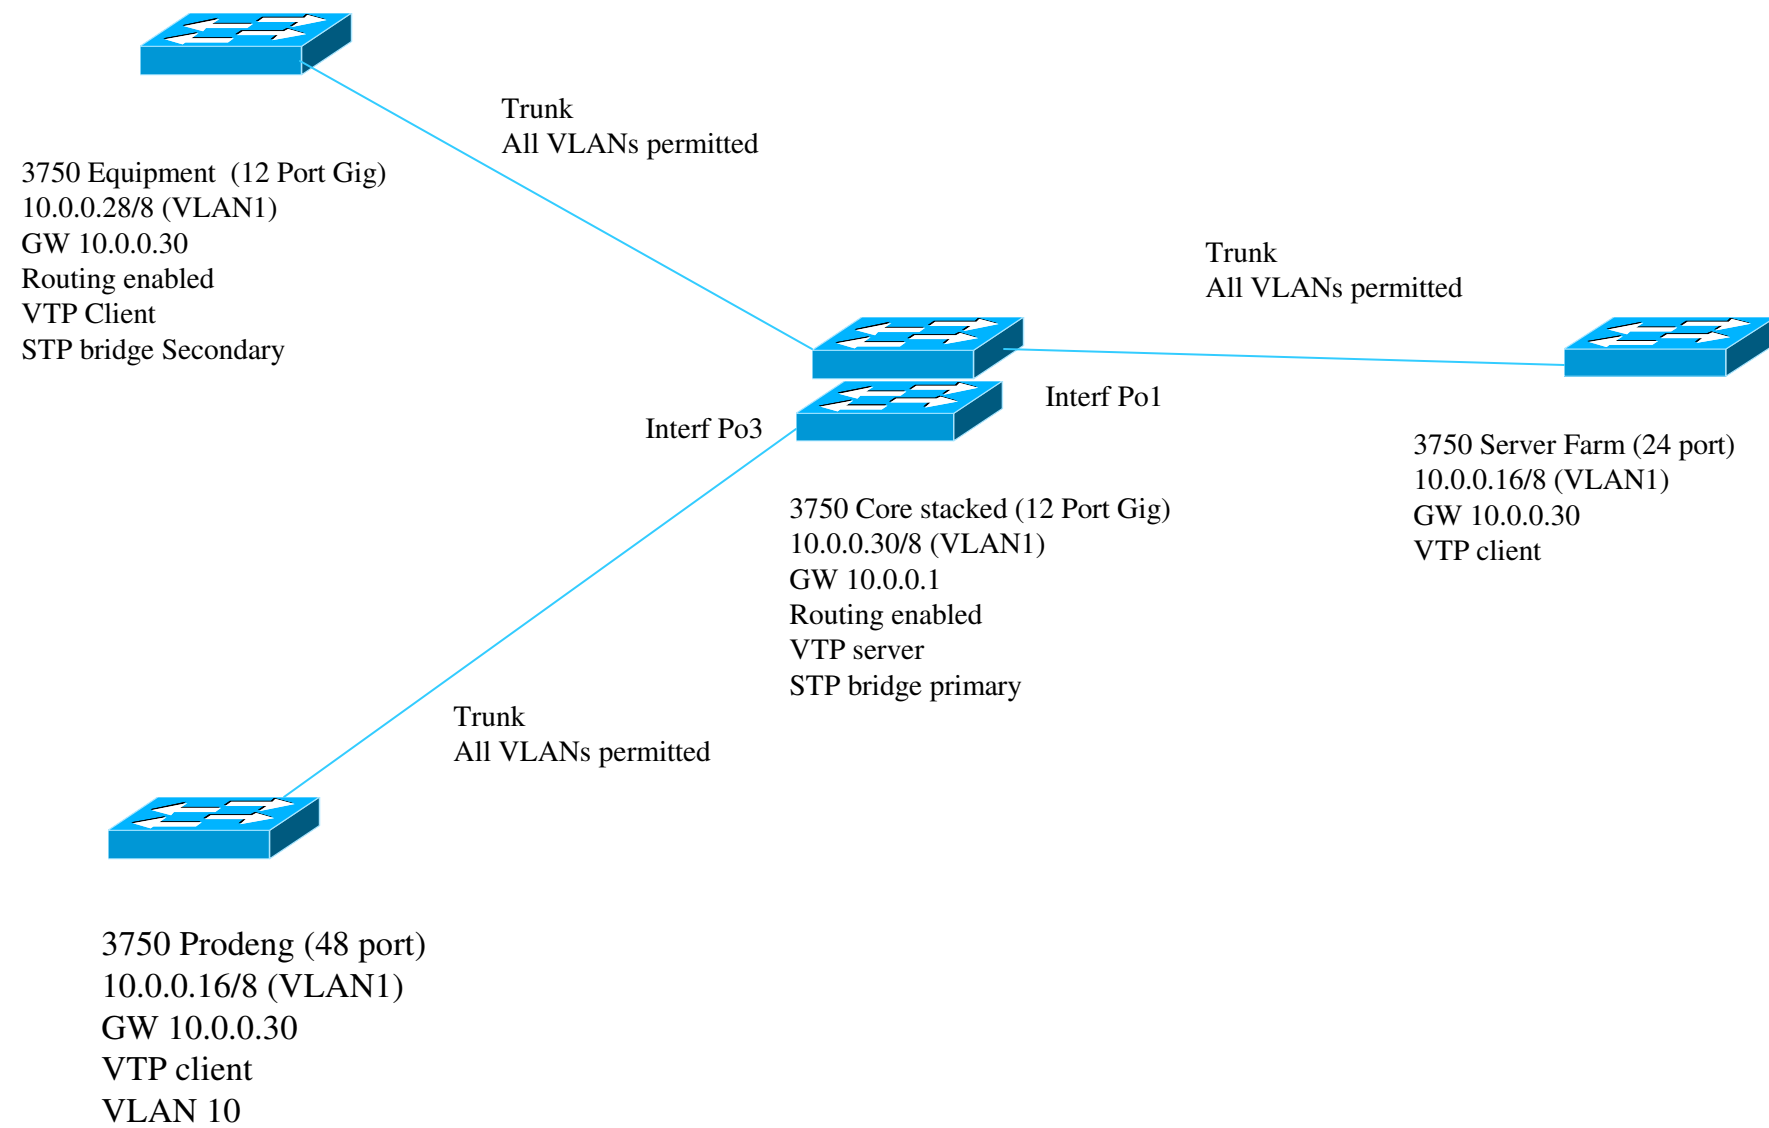 Trunk
All VLANs permitted
3750 Equipment  (12 Port Gig)
10.0.0.28/8 (VLAN1)
GW 10.0.0.30
Routing enabled
VTP Client
STP bridge Secondary
Trunk
All VLANs permitted
Interf Po1
Interf Po3
3750 Server Farm (24 port)
10.0.0.16/8 (VLAN1)
GW 10.0.0.30
VTP client
3750 Core stacked (12 Port Gig)
10.0.0.30/8 (VLAN1)
GW 10.0.0.1
Routing enabled
VTP server
STP bridge primary
Trunk
All VLANs permitted
3750 Prodeng (48 port)
10.0.0.16/8 (VLAN1)
GW 10.0.0.30
VTP client
VLAN 10